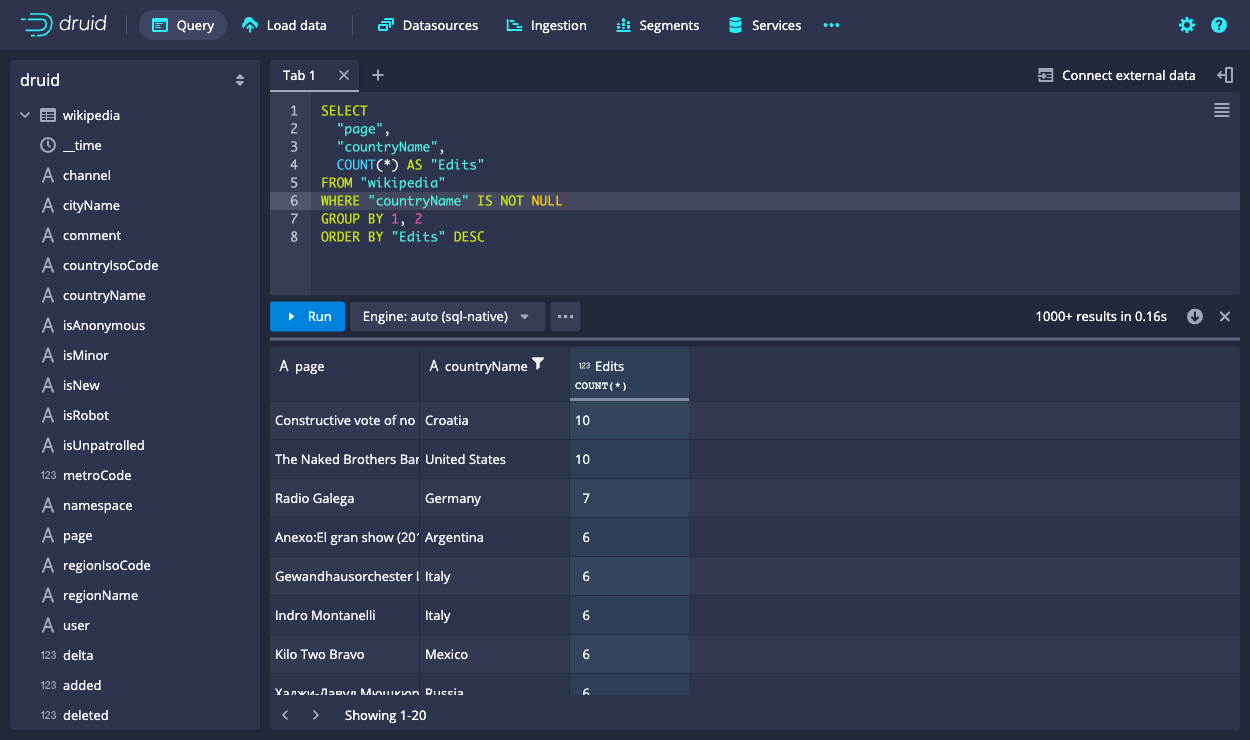 druid
Query
Load data
Datasources
Ingestion
Segments
Services
druid
wikipedia
__time
channel
cityName
comment
countryIsoCode
countryName
isAnonymous
isMinor
isNew
isRobot
isUnpatrolled
123 metroCode
namespace
page
regionIsoCode
regionName
user
123 delta
123 added
123 deleted
Tab 1
Connect external data
1 SELECT
2 "page",
3 "countryName",
4 COUNT(*) AS "Edits"
5 FROM "wikipedia"
6 WHERE "countryName" IS NOT NULL
7 GROUP BY 1, 2
8 ORDER BY "Edits" DESC
Run
Engine: auto (sql-native)
1000+ results in 0.16s
A page A countryName 123 Edits
COUNT(*)
Constructive vote of no Croatia 10
The Naked Brothers Bar United States 10
Radio Galega Germany 7
Anexo:El gran show (201 Argentina 6
Gewandhausorchester L Italy 6
Indro Montanelli Italy 6
Kilo Two Bravo Mexico 6
Хаджи-Давуд Мюшкюр Russia 6
Showing 1-20